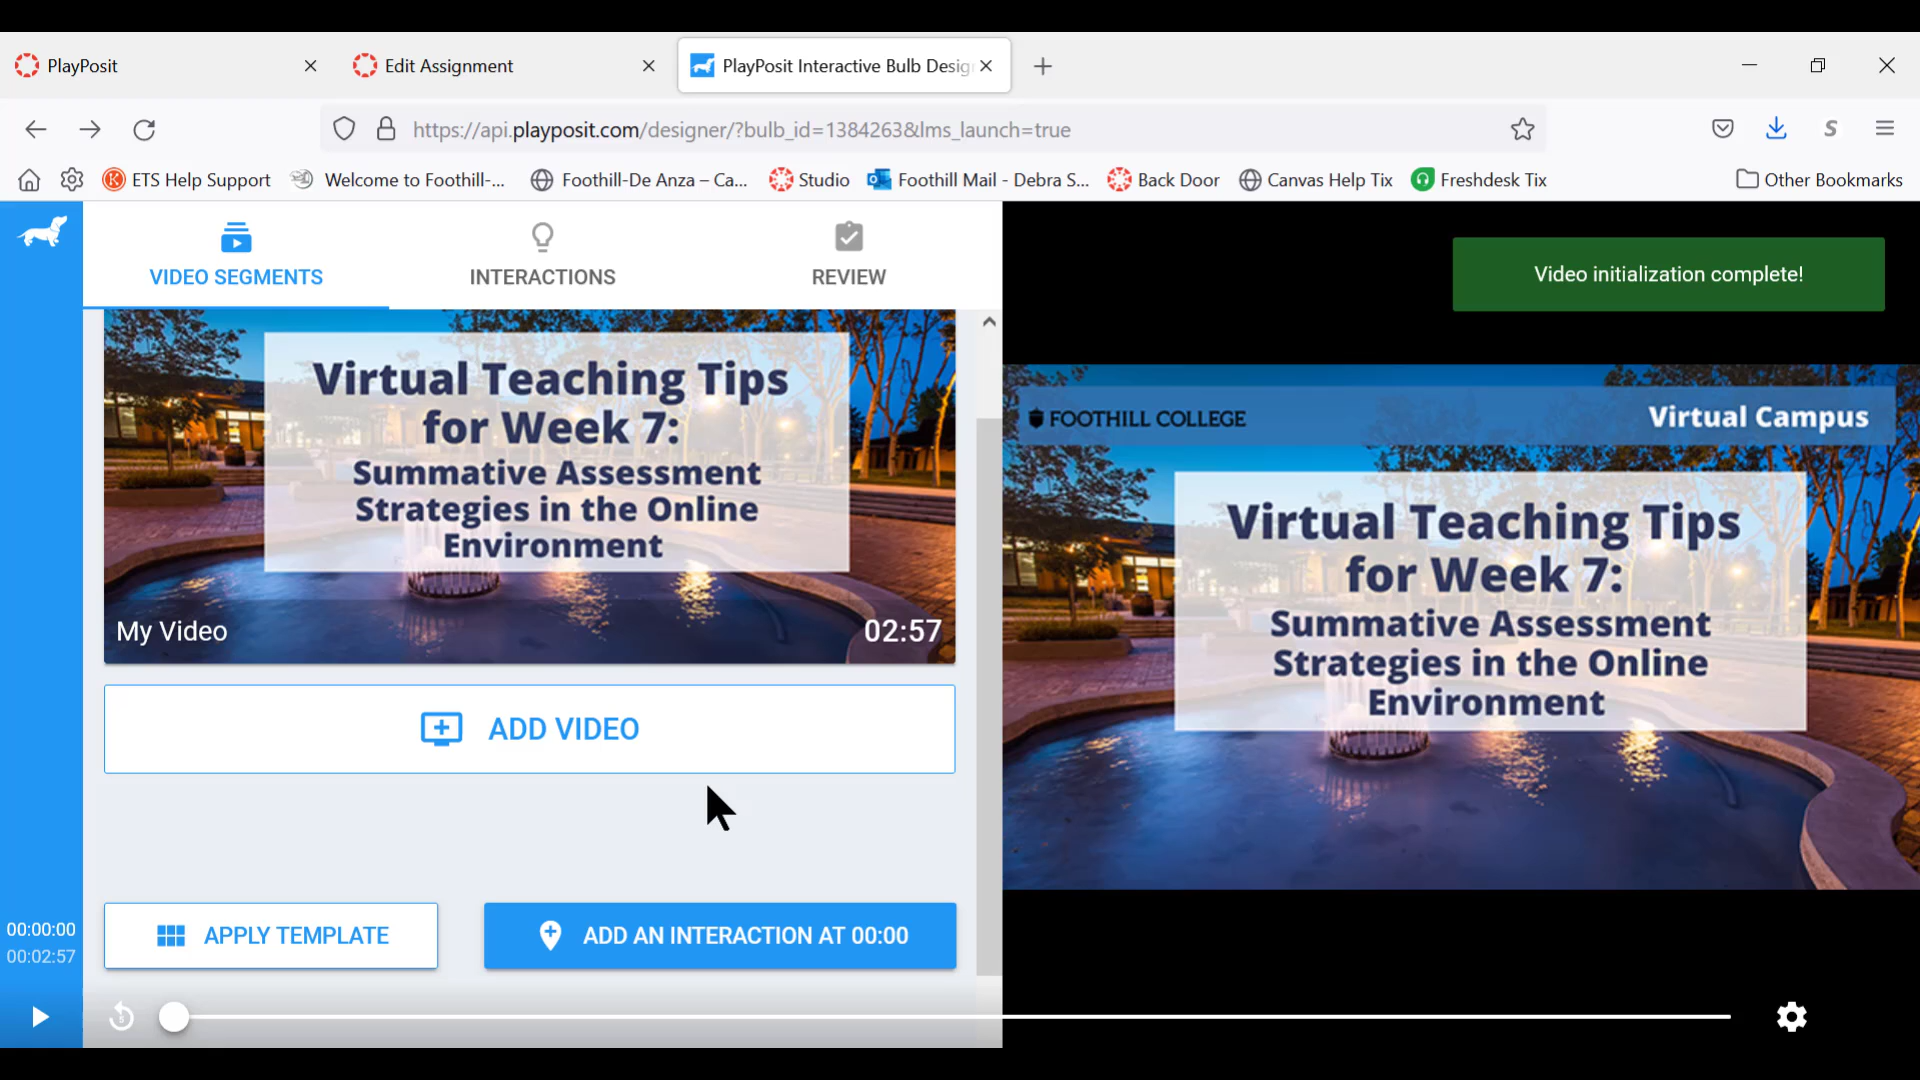 PlayPosit
Edit Assignment
PlayPosit Interactive Bulb Desig
https://api.playposit.com/designer/?bulb_id=1384263&lms_launch=true
ETS Help Support
Welcome to Foothill-...
Foothill-De Anza – Ca...
Studio
Foothill Mail - Debra S...
Back Door
Canvas Help Tix
Freshdesk Tix
Other Bookmarks
VIDEO SEGMENTS
INTERACTIONS
REVIEW
Virtual Teaching Tips
for Week 7:
Summative Assessment
Strategies in the Online
Environment
My Video
02:57
ADD VIDEO
APPLY TEMPLATE
ADD AN INTERACTION AT 00:00
00:00:00
00:02:57
5
Video initialization complete!
FOOTHILL COLLEGE
Virtual Campus
Virtual Teaching Tips
for Week 7:
Summative Assessment
Strategies in the Online
Environment